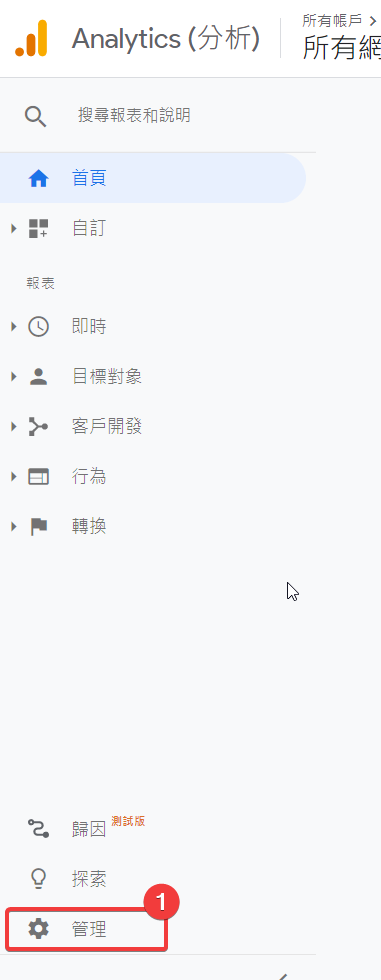 Analytics (分析)
所有帳戶 >
所有網
搜尋報表和說明
首頁
自訂
報表
即時
目標對象
客戶開發
行為
轉換
歸因 測試版
探索
1
管理